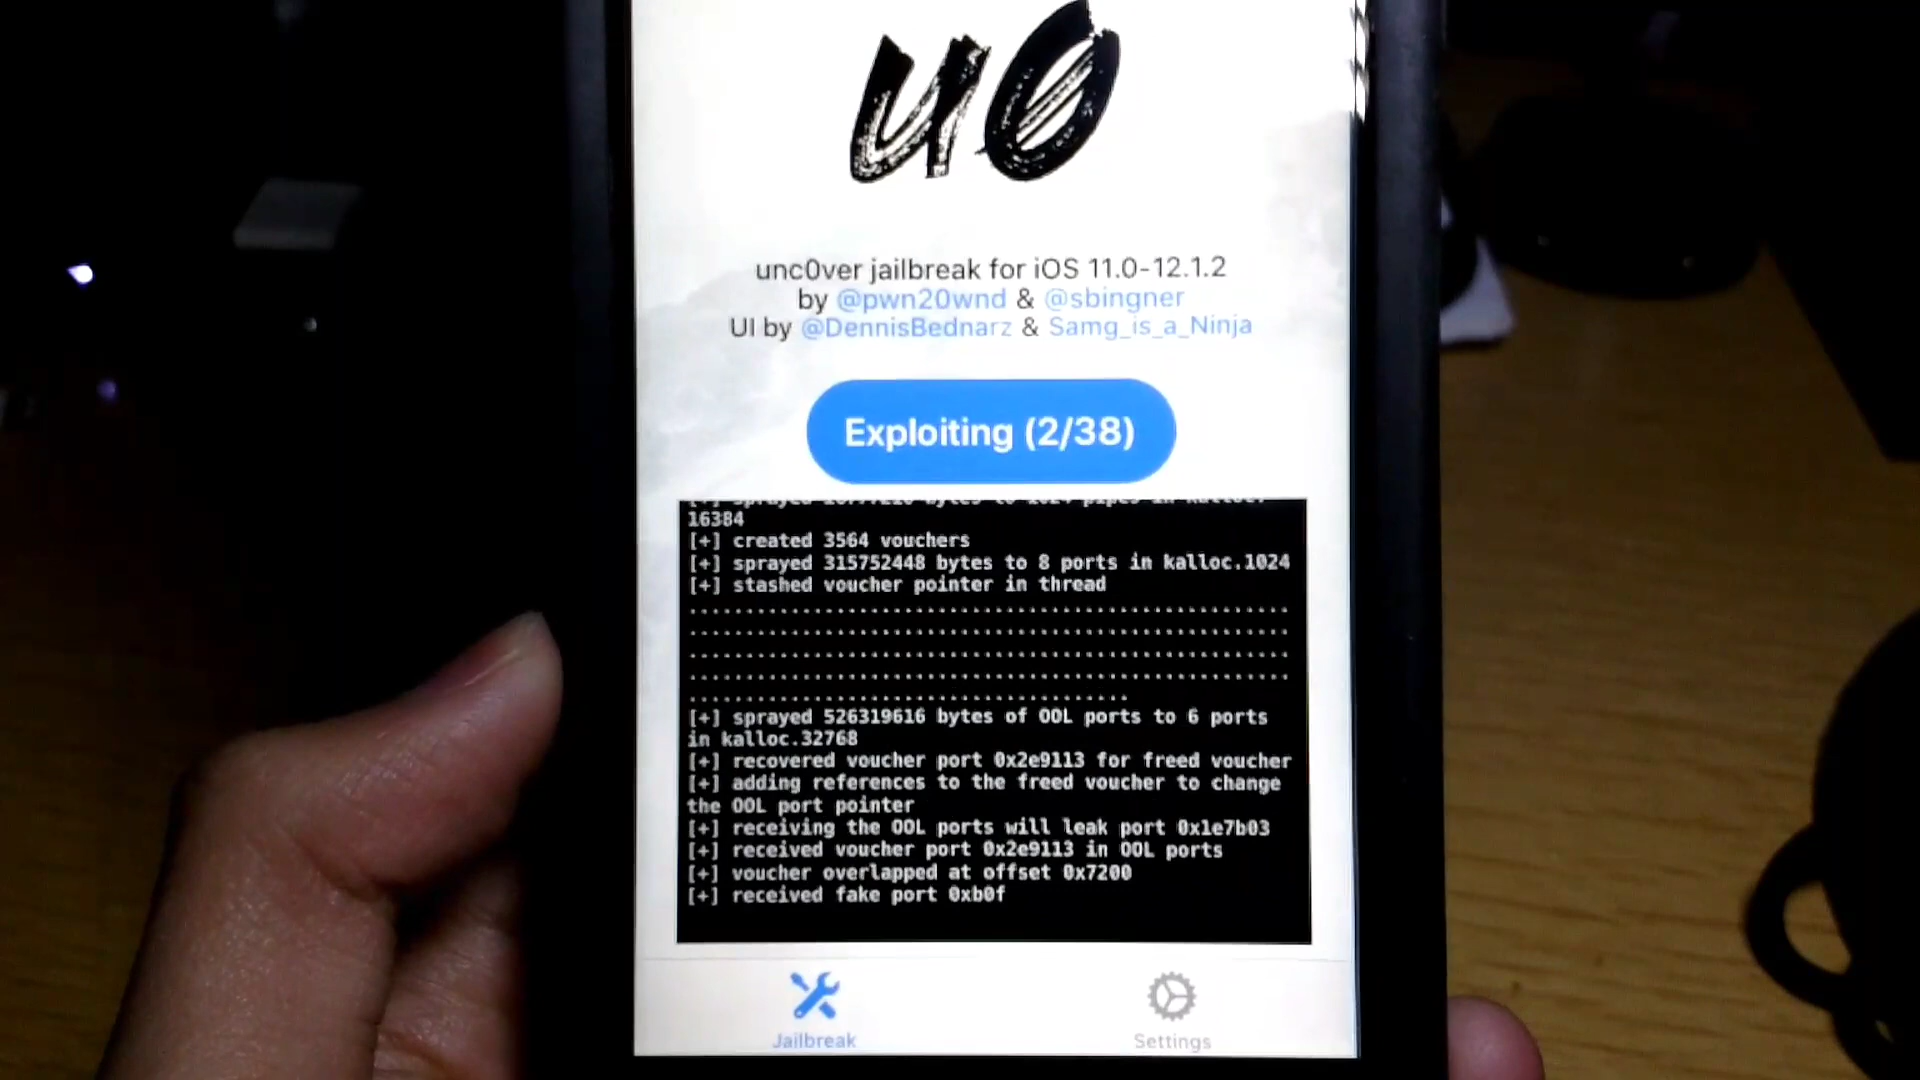 u0
unc0ver jailbreak for iOS 11.0-12.1.2
by @pwn20wnd & @sbingner
UI by @DennisBednarz & Samg_is_a_Ninja
Exploiting (2/38)
16384
[+] created 3564 vouchers
[+] sprayed 315752448 bytes to 8 ports in kalloc.1024
[+] stashed voucher pointer in thread
[+] sprayed 526319616 bytes of OOL ports to 6 ports
in kalloc.32768
[+] recovered voucher port 0x2e9113 for freed voucher
[+] adding references to the freed voucher to change
the OOL port pointer
[+] receiving the OOL ports will leak port 0x1e7b03
[+] received voucher port 0x2e9113 in OOL ports
[+] voucher overlapped at offset 0x7200
[+] received fake port 0xb0f
Jailbreak
Settings